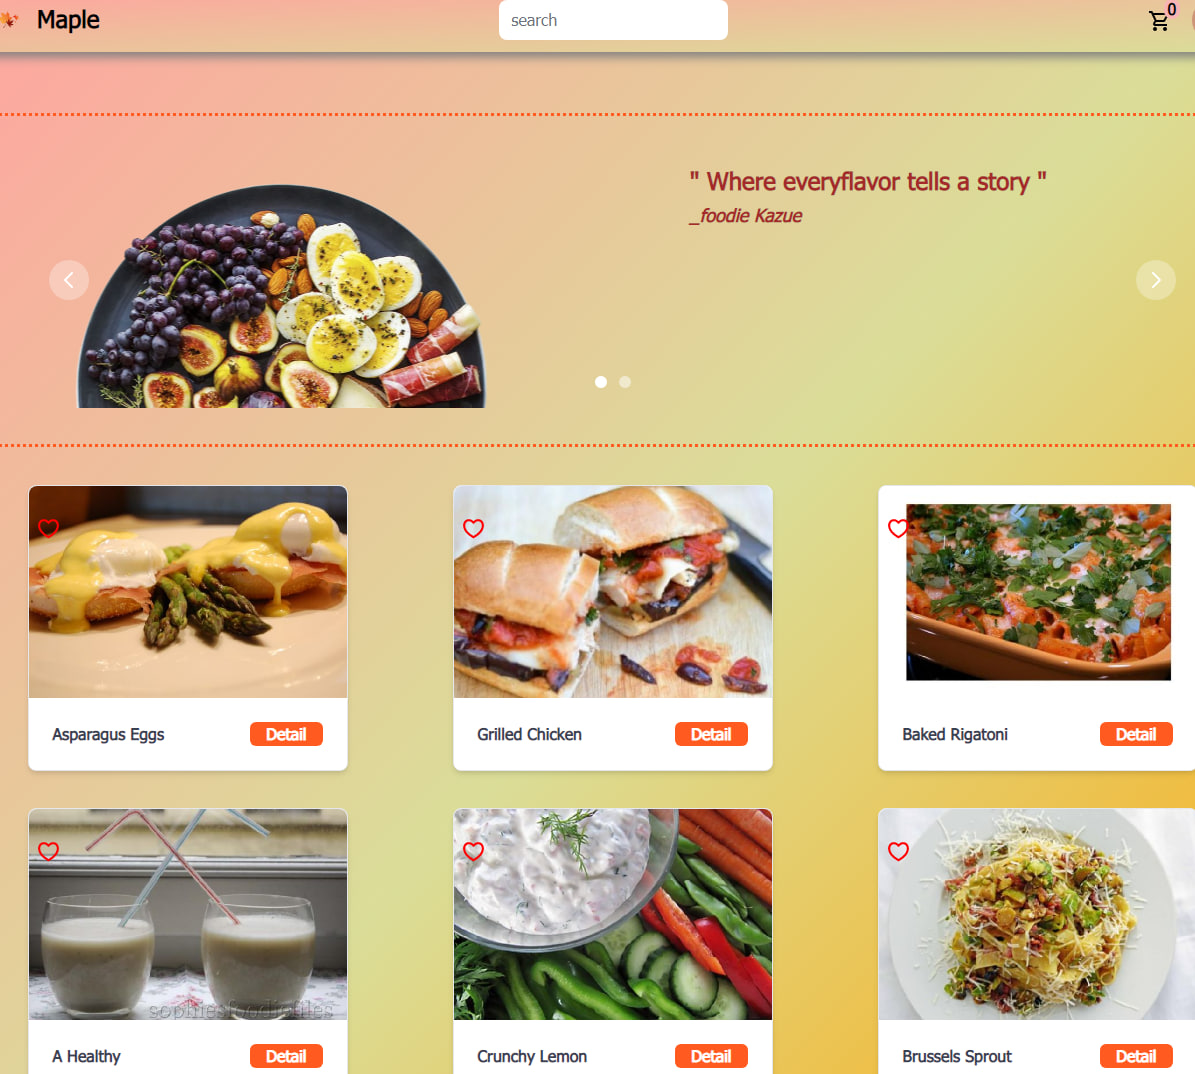 Maple
search
0
" Where everyflavor tells a story "
_foodie Kazue
Asparagus Eggs
Detail
Grilled Chicken
Detail
Baked Rigatoni
Detail
sophiesfoodiefiles
A Healthy
Detail
Crunchy Lemon
Detail
Brussels Sprout
Detail